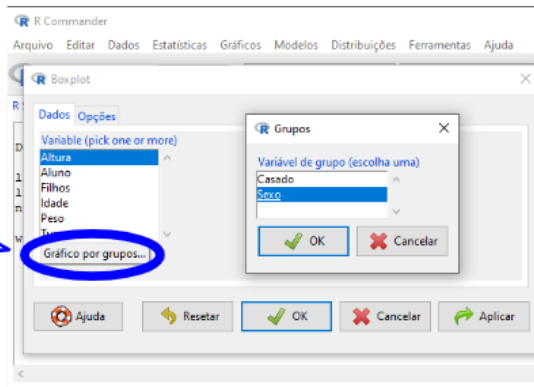 R Commander
Arquivo Editar Dados Estatísticas Gráficos Modelos Distribuições Ferramentas Ajuda
Boxplot
Dados Opções
Variable (pick one or more)
Altura
Aluno
Filhos
Idade
Peso
Gráfico por grupos...
Grupos
Variável de grupo (escolha uma)
Casado
Sexo
OK Cancelar
Ajuda Resetar OK Cancelar Aplicar